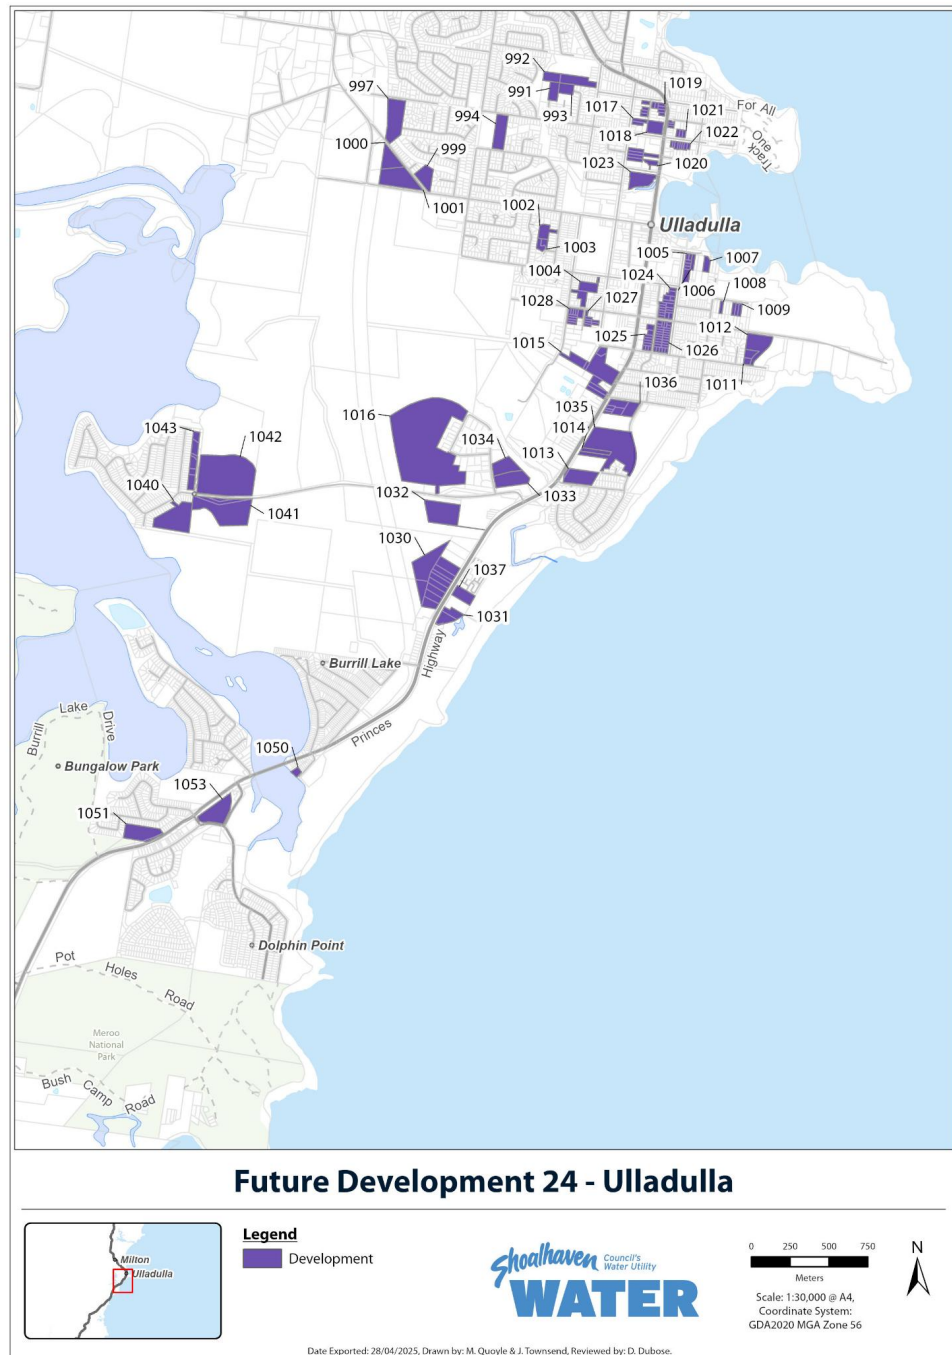 992
1019
997
991
1017
1021
For All
994
993
1018
1022
One
Track
1000
999
1023
1020
1001
1002
Ulladulla
1003
1005
1007
1004
1024
1006
1008
1028
1027
1009
1012
1015
1025
1026
1036
1011
1016
1035
1014
1043
1042
1034
1013
1040
1032
1033
1041
1030
1037
1031
Highway
Burrill Lake
Princes
Burrill
Lake
Drive
1050
Bungalow Park
1053
1051
Dolphin Point
Pot
Holes
Road
Meroo
National
Park
Bush
Camp
Road
Future Development 24 - Ulladulla
Milton
Ulladulla
Legend
Development
Shoalhaven Council's
Water Utility
WATER
0 250 500 750
Meters
Scale: 1:30,000 @ A4,
Coordinate System:
GDA2020 MGA Zone 56
N
Date Exported: 28/04/2025, Drawn by: M. Quoyle & J. Townsend, Reviewed by: D. Dubose.